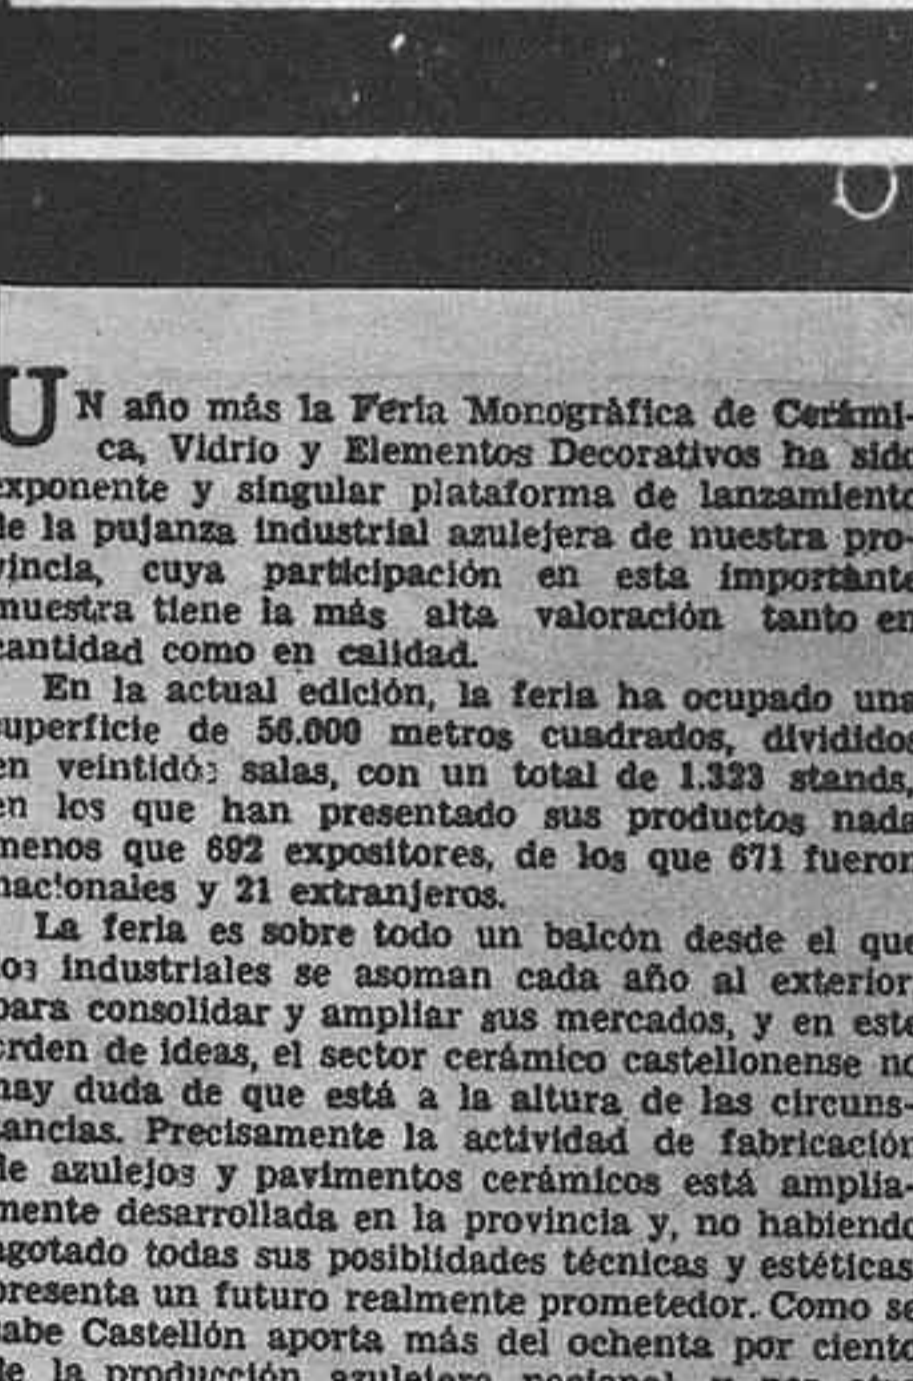 UN año más la Feria Monográfica de Cerámi-
ca, Vidrio y Elementos Decorativos ha sido
exponente y singular plataforma de lanzamiento
de la pujanza industrial azulejera de nuestra pro-
vincia, cuya participación en esta importante
muestra tiene la más alta valoración tanto en
cantidad como en calidad.
En la actual edición, la feria ha ocupado una
superficie de 56.000 metros cuadrados, divididos
en veintidós salas, con un total de 1.323 stands,
en los que han presentado sus productos nada
menos que 692 expositores, de los que 671 fueron
nacionales y 21 extranjeros.
La feria es sobre todo un balcón desde el que
los industriales se asoman cada año al exterior
para consolidar y ampliar sus mercados, y en este
orden de ideas, el sector cerámico castellonense no
hay duda de que está a la altura de las circuns-
tancias. Precisamente la actividad de fabricación
de azulejos y pavimentos cerámicos está amplia-
mente desarrollada en la provincia y, no habiendo
agotado todas sus posiblidades técnicas y estéticas
presenta un futuro realmente prometedor. Como se
sabe Castellón aporta más del ochenta por ciento
de la producción azulejera nacional y por